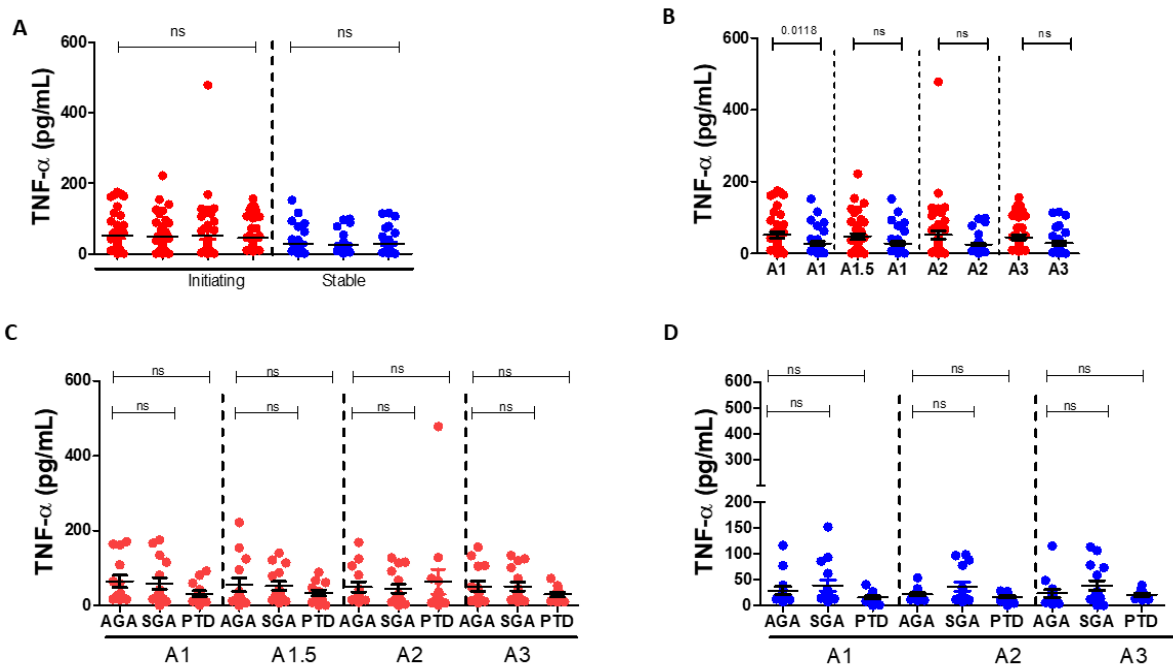 A
TNF-α (pg/mL)
600
400
200
0
ns
ns
Initiating
Stable
B
TNF-α (pg/mL)
600
400
200
0
0.0118
ns
ns
ns
A1 A1 A1.5 A1 A2 A2 A3 A3
C
TNF-α (pg/mL)
600
400
200
0
ns ns ns ns
ns ns ns ns
AGA SGA PTD AGA SGA PTD AGA SGA PTD AGA SGA PTD
A1 A1.5 A2 A3
D
TNF-α (pg/mL)
600
500
400
300
200
200
150
100
50
0
ns ns ns
ns ns ns
AGA SGA PTD AGA SGA PTD AGA SGA PTD
A1 A2 A3